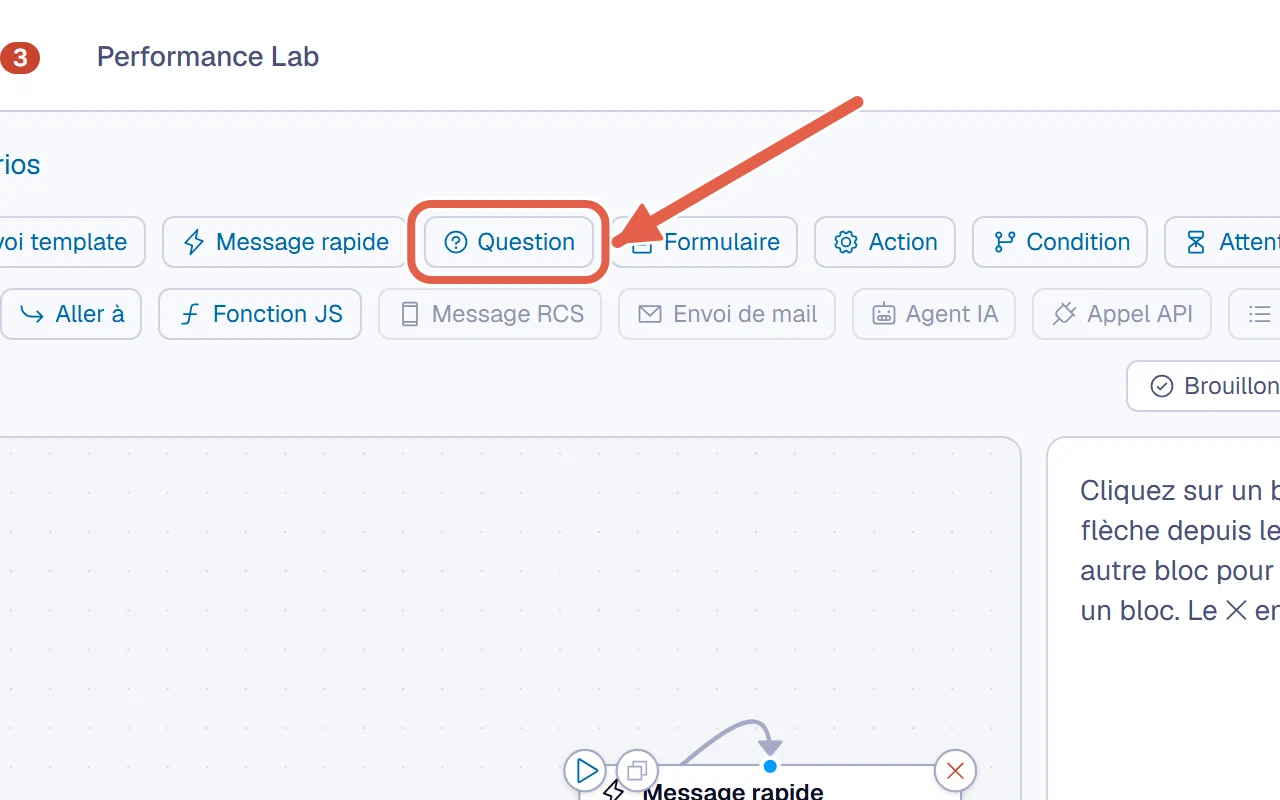 3 Performance Lab
rios
voi template Message rapide Question Formulaire Action Condition Attent
Aller à Fonction JS Message RCS Envoi de mail Agent IA Appel API
Brouillon
Cliquez sur un b
flèche depuis le
autre bloc pour
un bloc. Le X en
Message rapide